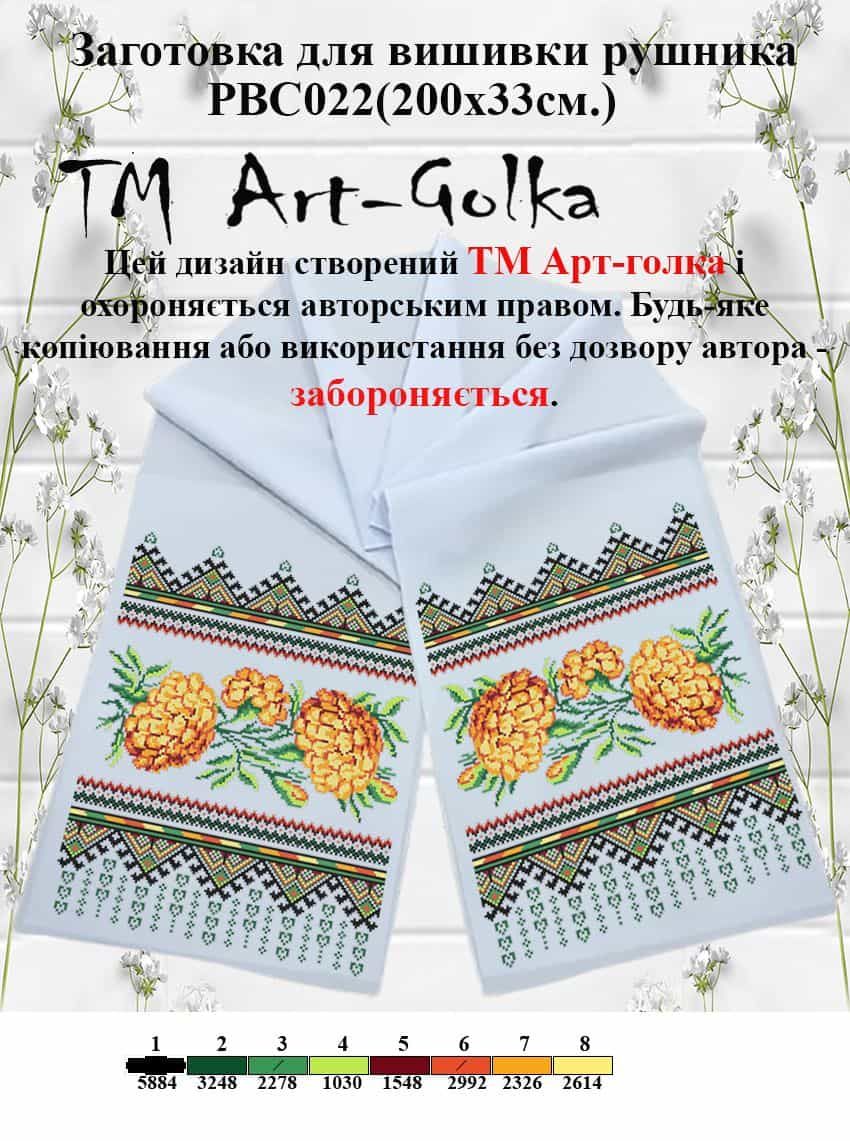 Заготовка для вишивки рушника
РВС022(200х33см.)
TM Art-Golka
Цей дизайн створений ТМ Арт-голка і
охороняється авторським правом. Будь-яке
копіювання або використання без дозволу автора -
забороняється.
1 2 3 4 5 6 7 8
5884 3248 2278 1030 1548 2992 2326 2614